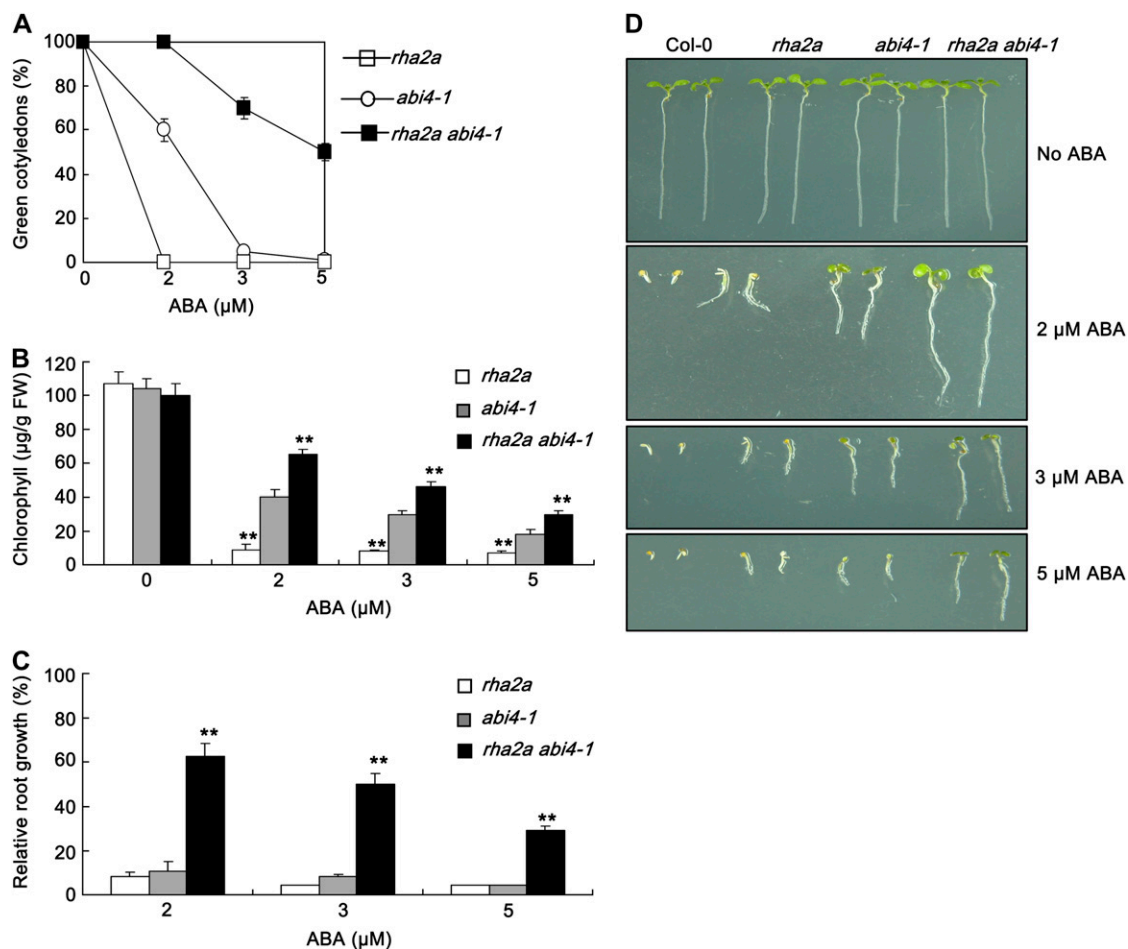 A
100
80
60
40
20
0
Green cotyledons (%)
0 2 3 5
ABA (µM)
rha2a
abi4-1
rha2a abi4-1
B
120
100
80
60
40
20
0
Chlorophyll (µg/g FW)
rha2a
abi4-1
rha2a abi4-1
** ** ** ** ** **
0 2 3 5
ABA (µM)
C
100
80
60
40
20
0
Relative root growth (%)
rha2a
abi4-1
rha2a abi4-1
** ** **
2 3 5
ABA (µM)
D
Col-0 rha2a abi4-1 rha2a abi4-1
No ABA
2 µM ABA
3 µM ABA
5 µM ABA